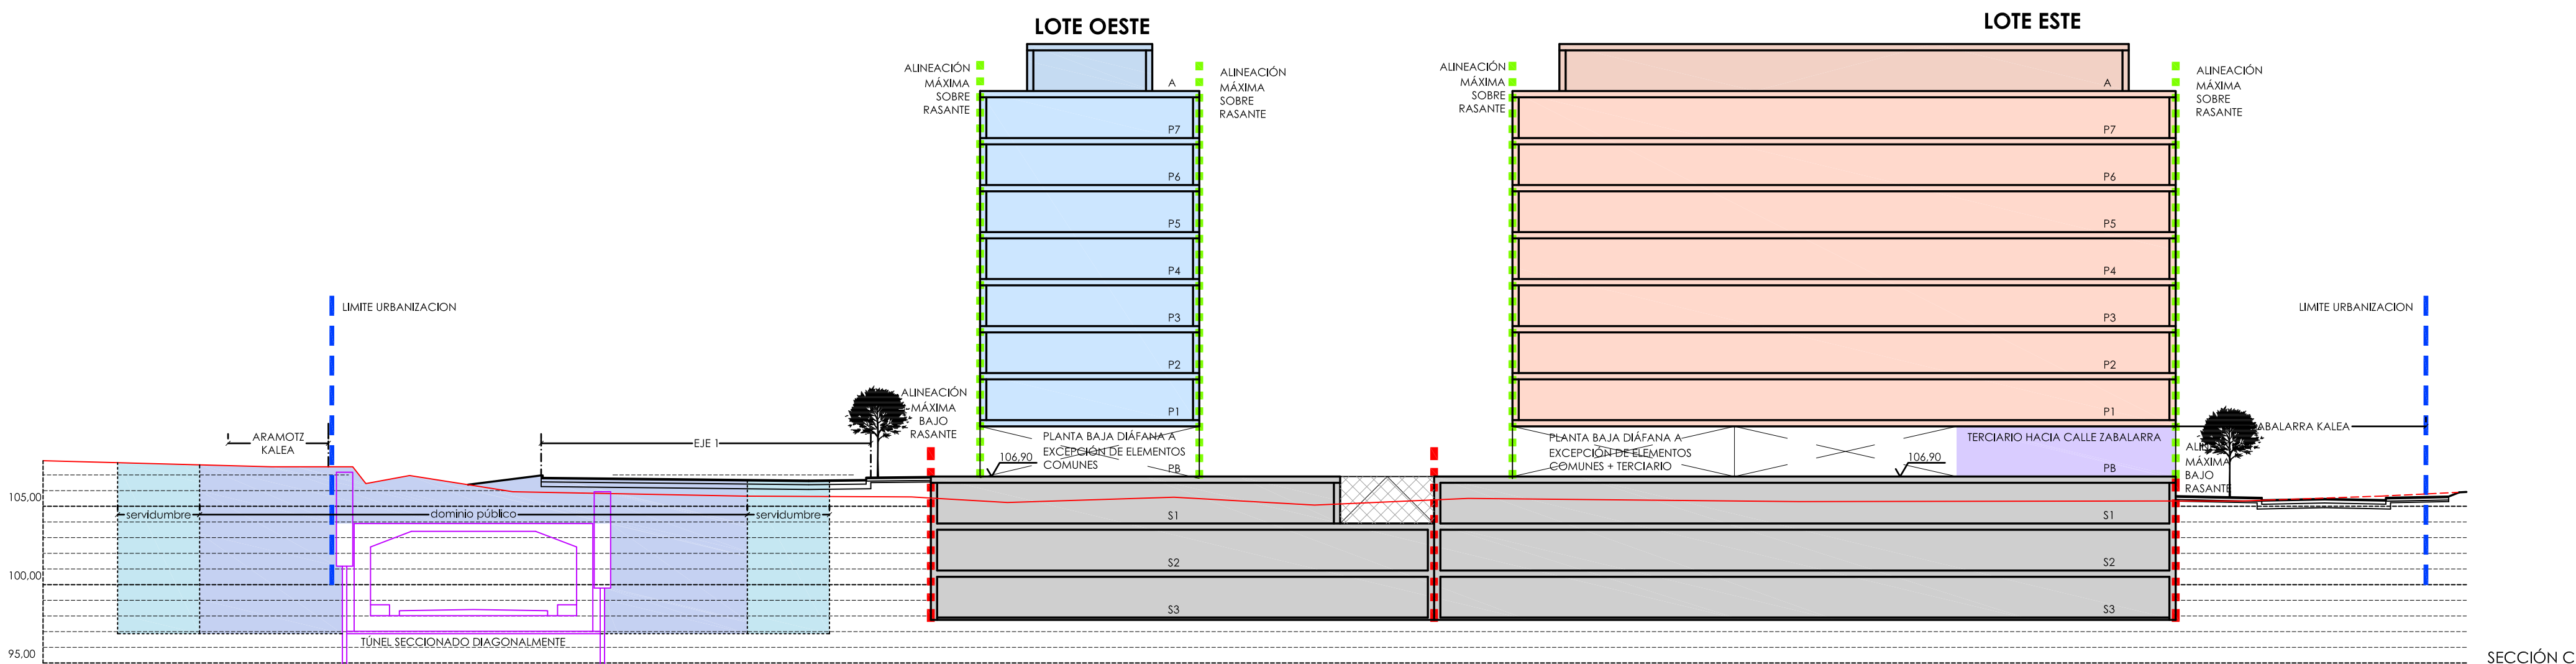 LOTE OESTE
LOTE ESTE
ALINEACIÓN
MÁXIMA
SOBRE
RASANTE
A
ALINEACIÓN
MÁXIMA
SOBRE
RASANTE
ALINEACIÓN
MÁXIMA
SOBRE
RASANTE
A
ALINEACIÓN
MÁXIMA
SOBRE
RASANTE
P7
P7
P6
P6
P5
P5
P4
P4
LIMITE URBANIZACION
P3
P3
LIMITE URBANIZACION
P2
P2
ALINEACIÓN
MÁXIMA
BAJO
RASANTE
P1
P1
ARAMOTZ
KALEA
EJE 1
PLANTA BAJA DIÁFANA A
EXCEPCIÓN DE ELEMENTOS
COMUNES
106,90
PB
PLANTA BAJA DIÁFANA A
EXCEPCIÓN DE ELEMENTOS
COMUNES + TERCIARIO
106,90
TERCIARIO HACIA CALLE ZABALARRA
PB
ABALARRA KALEA
MÁXIMA
BAJO
RASANTE
105,00
servidumbre
dominio público
servidumbre
S1
S1
100,00
S2
S2
S3
S3
TÚNEL SECCIONADO DIAGONALMENTE
95,00
SECCIÓN C